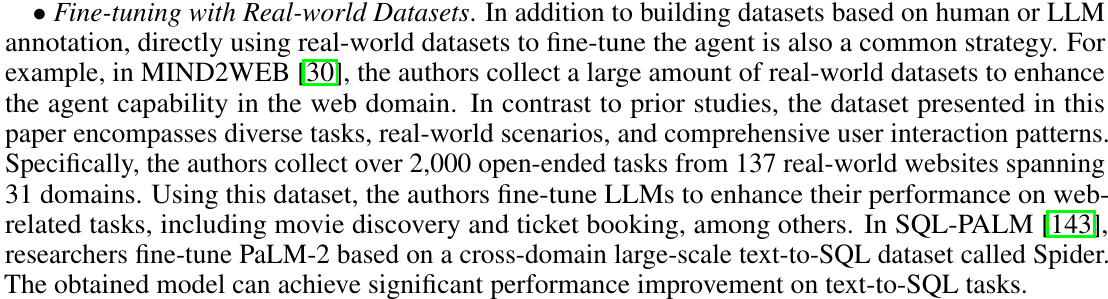 • Fine-tuning with Real-world Datasets. In addition to building datasets based on human or LLM
annotation, directly using real-world datasets to fine-tune the agent is also a common strategy. For
example, in MIND2WEB [30], the authors collect a large amount of real-world datasets to enhance
the agent capability in the web domain. In contrast to prior studies, the dataset presented in this
paper encompasses diverse tasks, real-world scenarios, and comprehensive user interaction patterns.
Specifically, the authors collect over 2,000 open-ended tasks from 137 real-world websites spanning
31 domains. Using this dataset, the authors fine-tune LLMs to enhance their performance on web-
related tasks, including movie discovery and ticket booking, among others. In SQL-PALM [143],
researchers fine-tune PaLM-2 based on a cross-domain large-scale text-to-SQL dataset called Spider.
The obtained model can achieve significant performance improvement on text-to-SQL tasks.